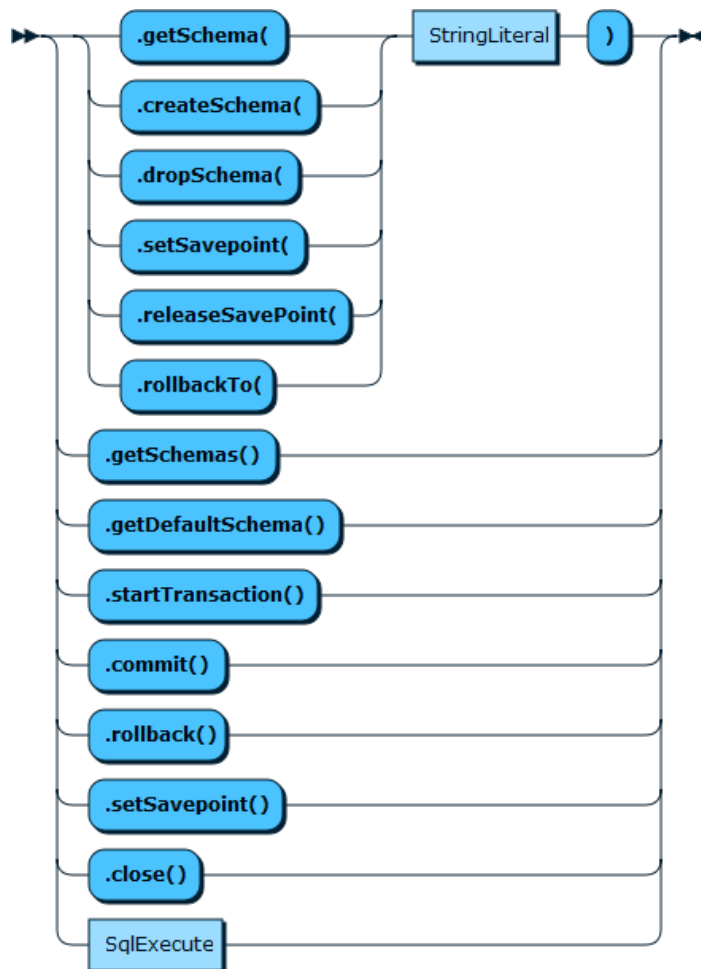 .getSchema( StringLiteral )
.createSchema(
.dropSchema(
.setSavepoint(
.releaseSavePoint(
.rollbackTo(
.getSchemas()
.getDefaultSchema()
.startTransaction()
.commit()
.rollback()
.setSavepoint()
.close()
SqlExecute